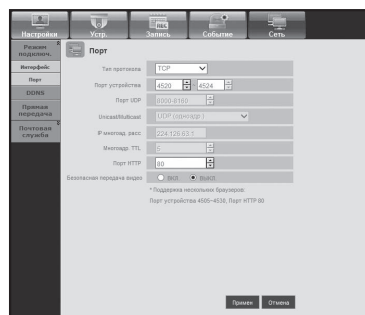 Настройки Устр. Запись Событие Сеть
REC
Режим подключ.
Интерфейс
Порт
DDNS
Прямая передача
Почтовая служба
Порт
Тип протокола TCP
Порт устройства 4520 4524
Порт UDP 8000-8160
Unicast/Multicast UDP (одноадр.)
IP-многоад. расс 224.126.63.1
Многоадр. TTL 5
Порт HTTP 80
Безопасная передача видео ВКЛ ВЫКЛ
* Поддержка нескольких браузеров:
Порт устройства 4505~4530, Порт HTTP 80
Примен Отмена